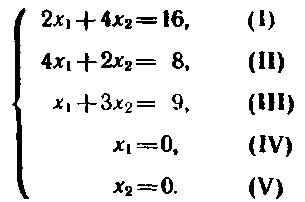 2x₁+4x₂=16, (I)
4x₁+2x₂= 8, (II)
x₁+3x₂= 9, (III)
x₁=0, (IV)
x₂=0. (V)